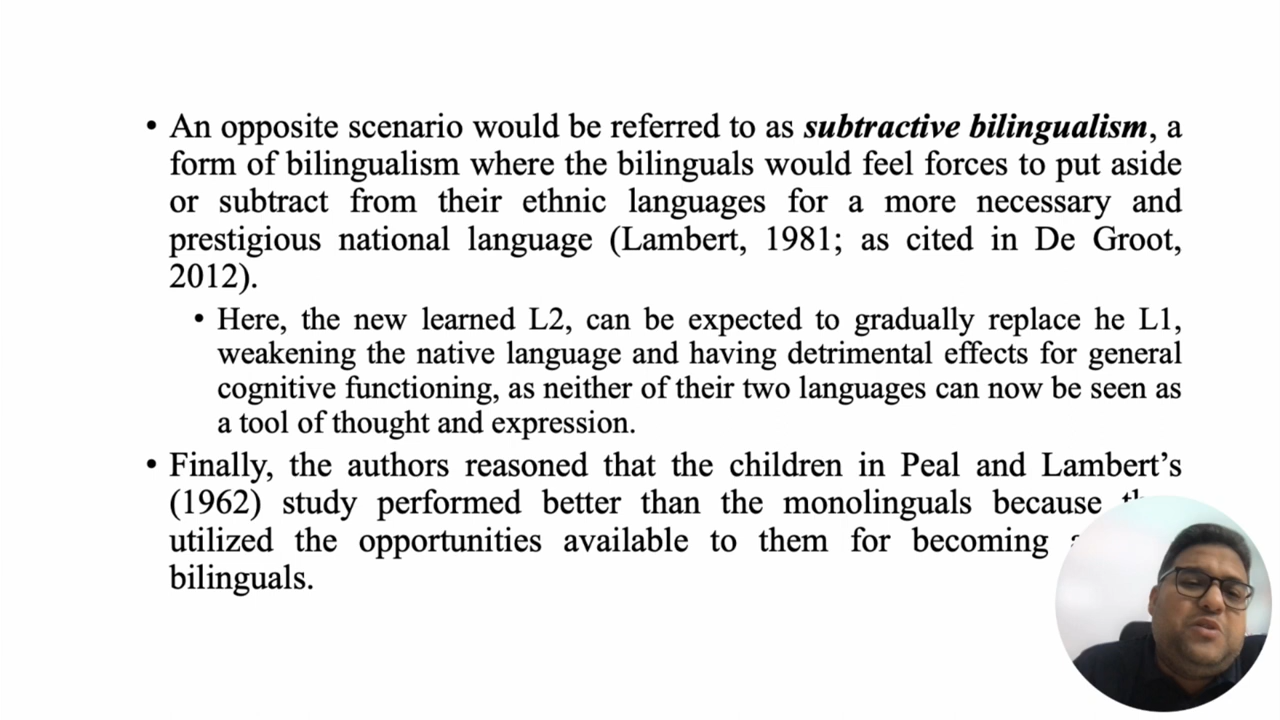 • An opposite scenario would be referred to as subtractive bilingualism, a
form of bilingualism where the bilinguals would feel forces to put aside
or subtract from their ethnic languages for a more necessary and
prestigious national language (Lambert, 1981; as cited in De Groot,
2012).
• Here, the new learned L2, can be expected to gradually replace he L1,
weakening the native language and having detrimental effects for general
cognitive functioning, as neither of their two languages can now be seen as
a tool of thought and expression.
• Finally, the authors reasoned that the children in Peal and Lambert's
(1962) study performed better than the monolinguals because
utilized the opportunities available to them for becoming
bilinguals.